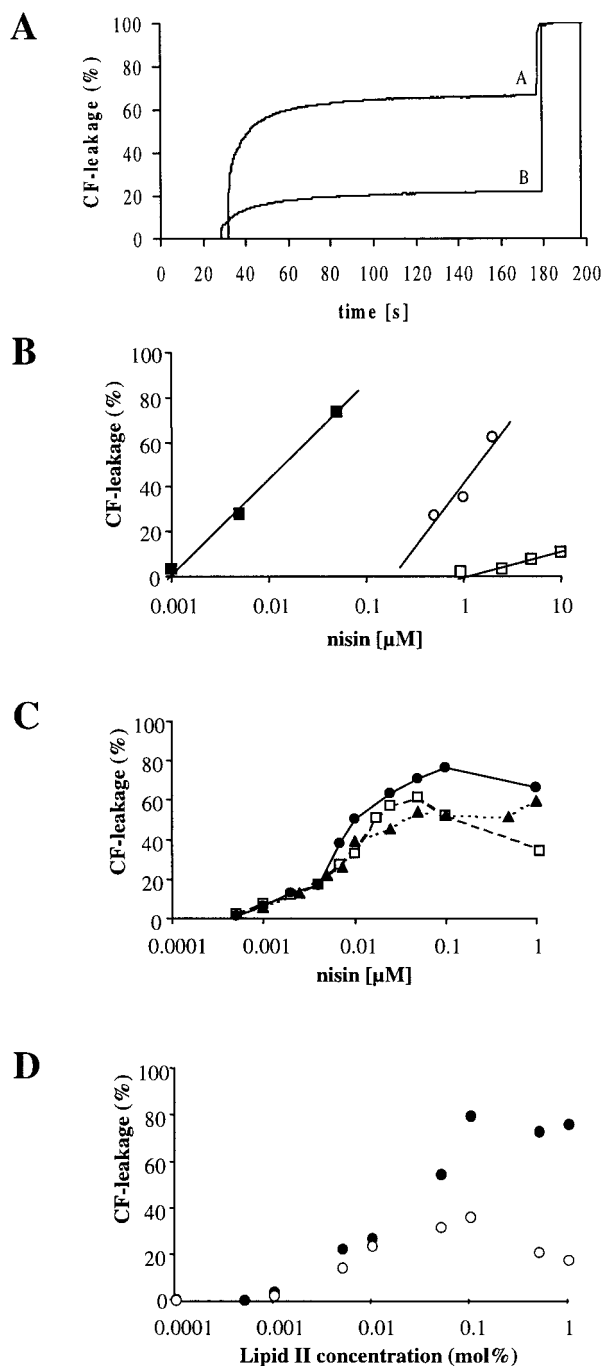 A
CF-leakage (%)
100
80
60
40
20
0
A
B
0 20 40 60 80 100 120 140 160 180 200
time [s]
B
CF-leakage (%)
100
80
60
40
20
0
0.001 0.01 0.1 1 10
nisin [µM]
C
CF-leakage (%)
100
80
60
40
20
0
0.0001 0.001 0.01 0.1 1
nisin [µM]
D
CF-leakage (%)
100
80
60
40
20
0
0.0001 0.001 0.01 0.1 1
Lipid II concentration (mol%)